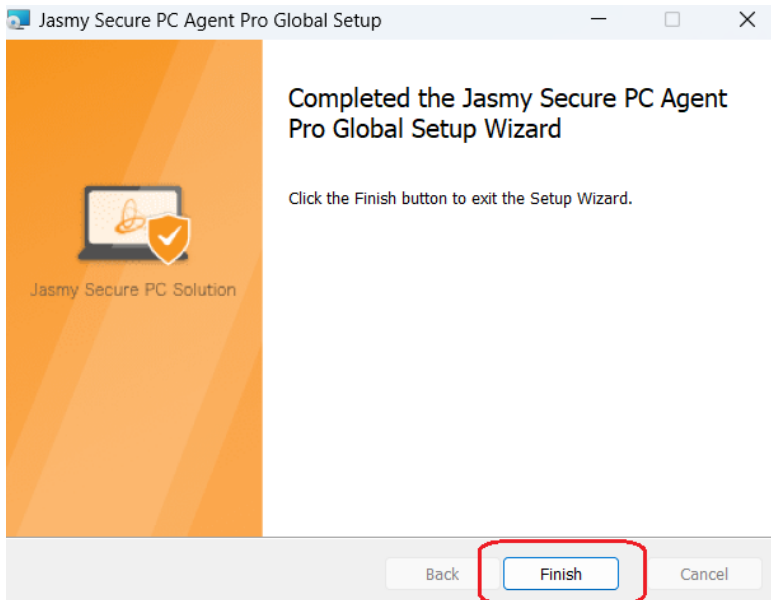 Jasmy Secure PC Agent Pro Global Setup
Completed the Jasmy Secure PC Agent
Pro Global Setup Wizard
Click the Finish button to exit the Setup Wizard.
Jasmy Secure PC Solution
Back
Finish
Cancel